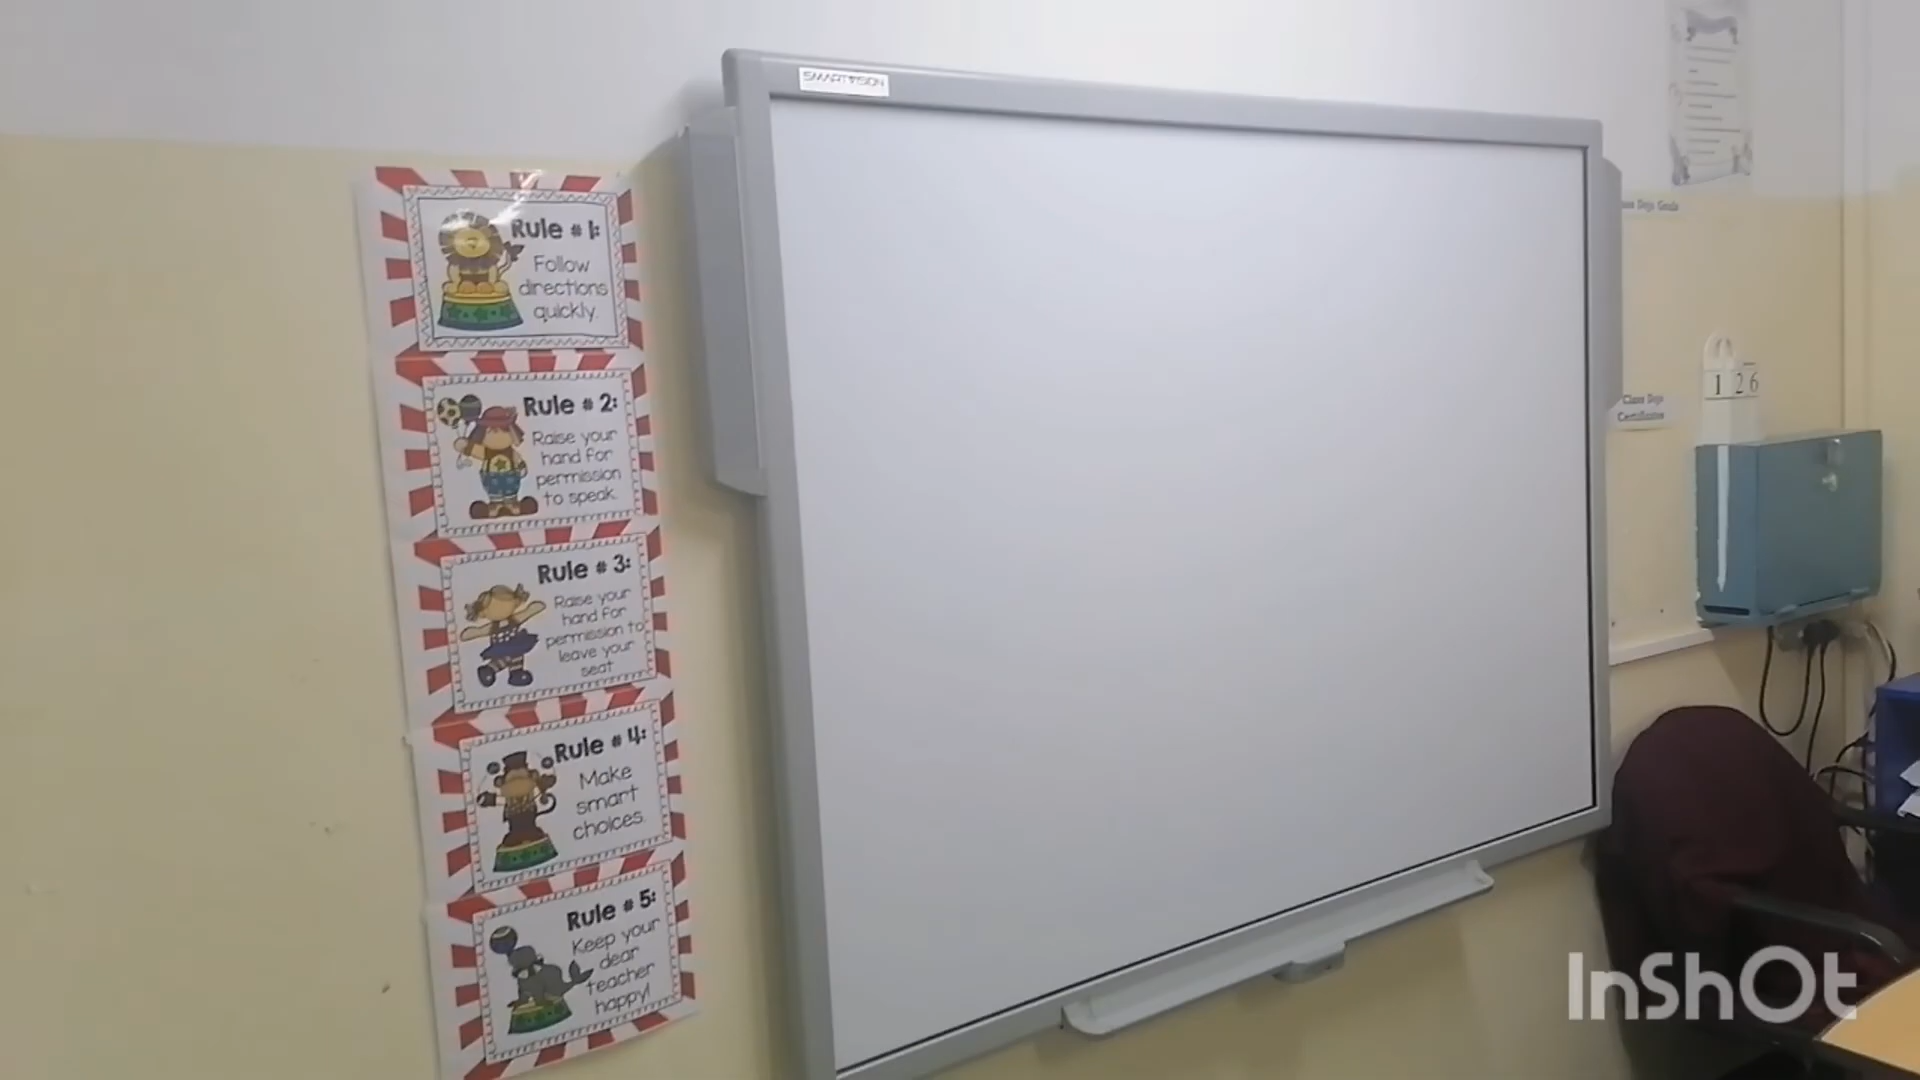 SMARTVISION
Rule # 1:
Follow
directions
quickly.
Rule # 2:
Raise your
hand for
permission
to speak.
Rule # 3:
Raise your
hand for
permission to
leave your
seat
Rule # 4:
Make
smart
choices.
Rule # 5:
Keep your
dear
teacher
happy!
Dojo Goals
Class Dojo
Certificates
1 26
InShOt